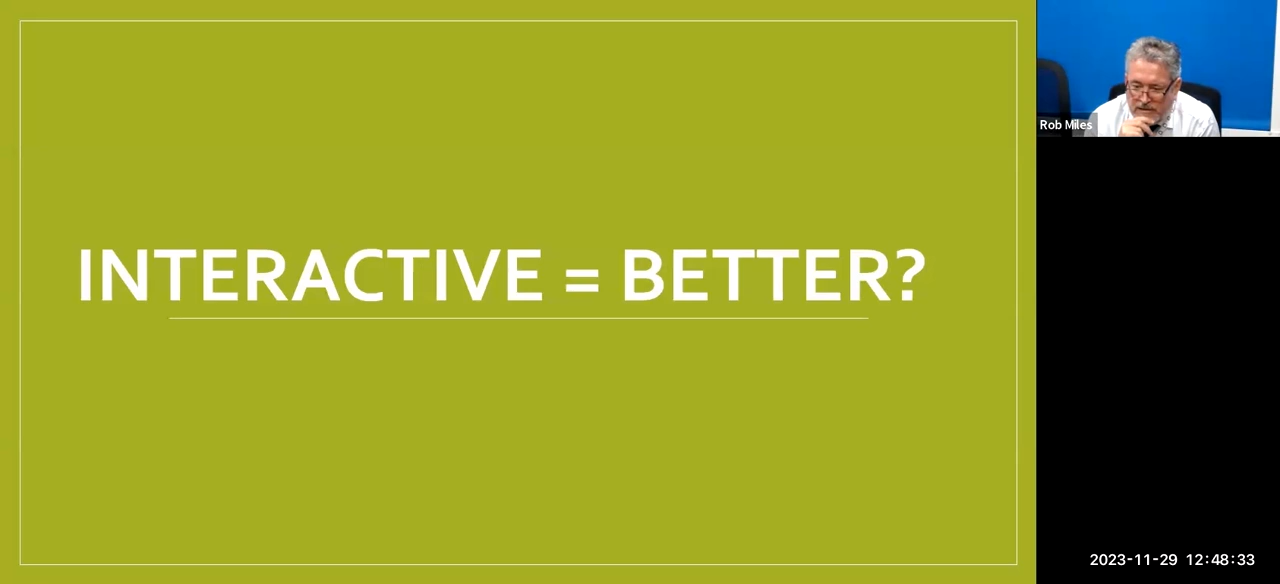 INTERACTIVE = BETTER?
Rob Miles
2023-11-29 12:48:33